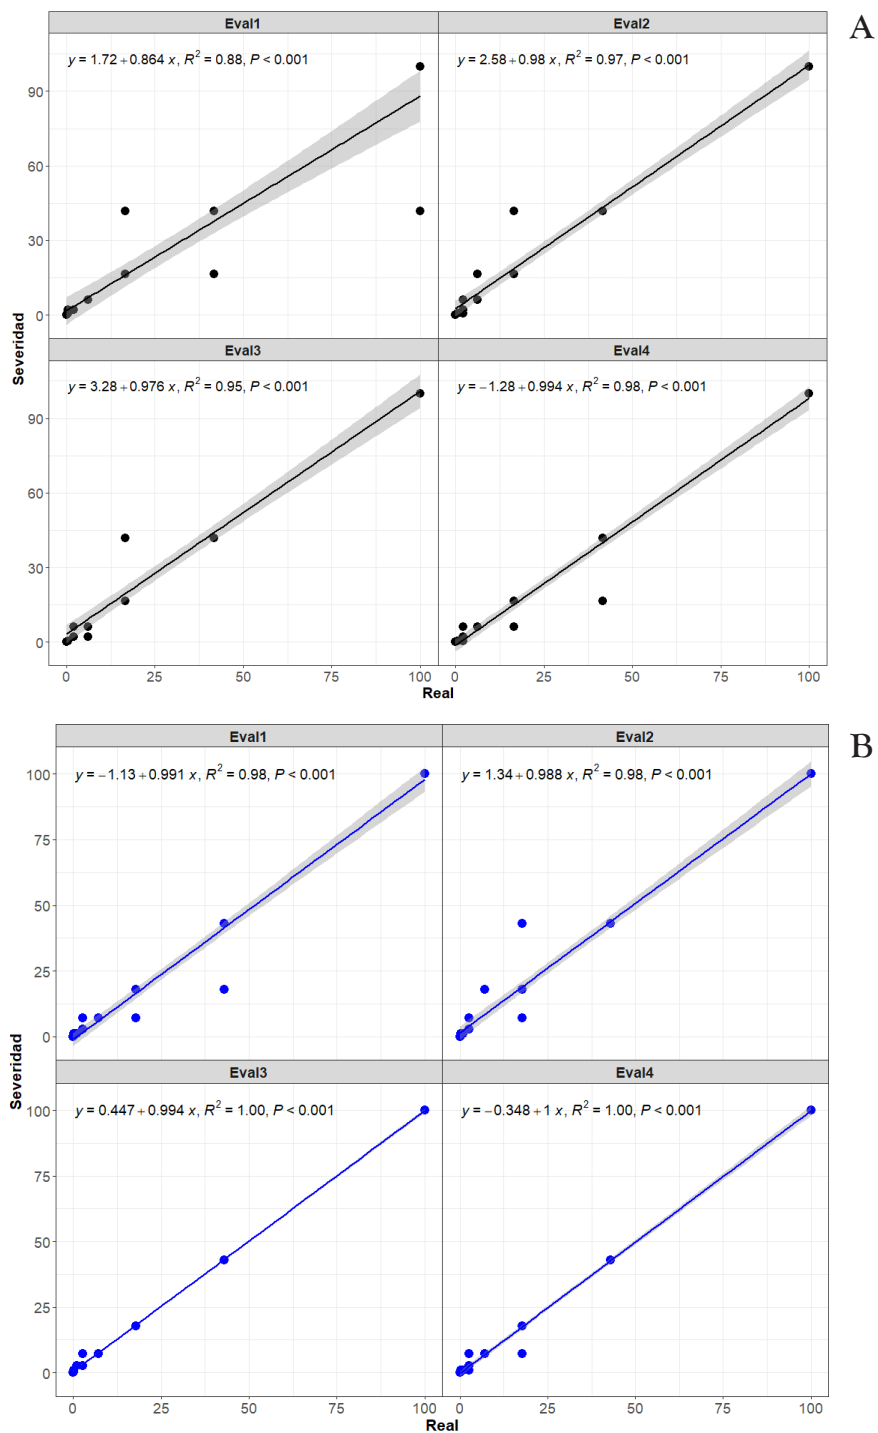 A
Eval1 Eval2
y = 1.72 + 0.864 x, R² = 0.88, P < 0.001 y = 2.58 + 0.98 x, R² = 0.97, P < 0.001
90
60
30
0
Severidad
Eval3 Eval4
y = 3.28 + 0.976 x, R² = 0.95, P < 0.001 y = −1.28 + 0.994 x, R² = 0.98, P < 0.001
90
60
30
0
0 25 50 75 100 0 25 50 75 100
Real
B
Eval1 Eval2
y = −1.13 + 0.991 x, R² = 0.98, P < 0.001 y = 1.34 + 0.988 x, R² = 0.98, P < 0.001
100
75
50
25
0
Severidad
Eval3 Eval4
y = 0.447 + 0.994 x, R² = 1.00, P < 0.001 y = −0.348 + 1 x, R² = 1.00, P < 0.001
100
75
50
25
0
0 25 50 75 100 0 25 50 75 100
Real